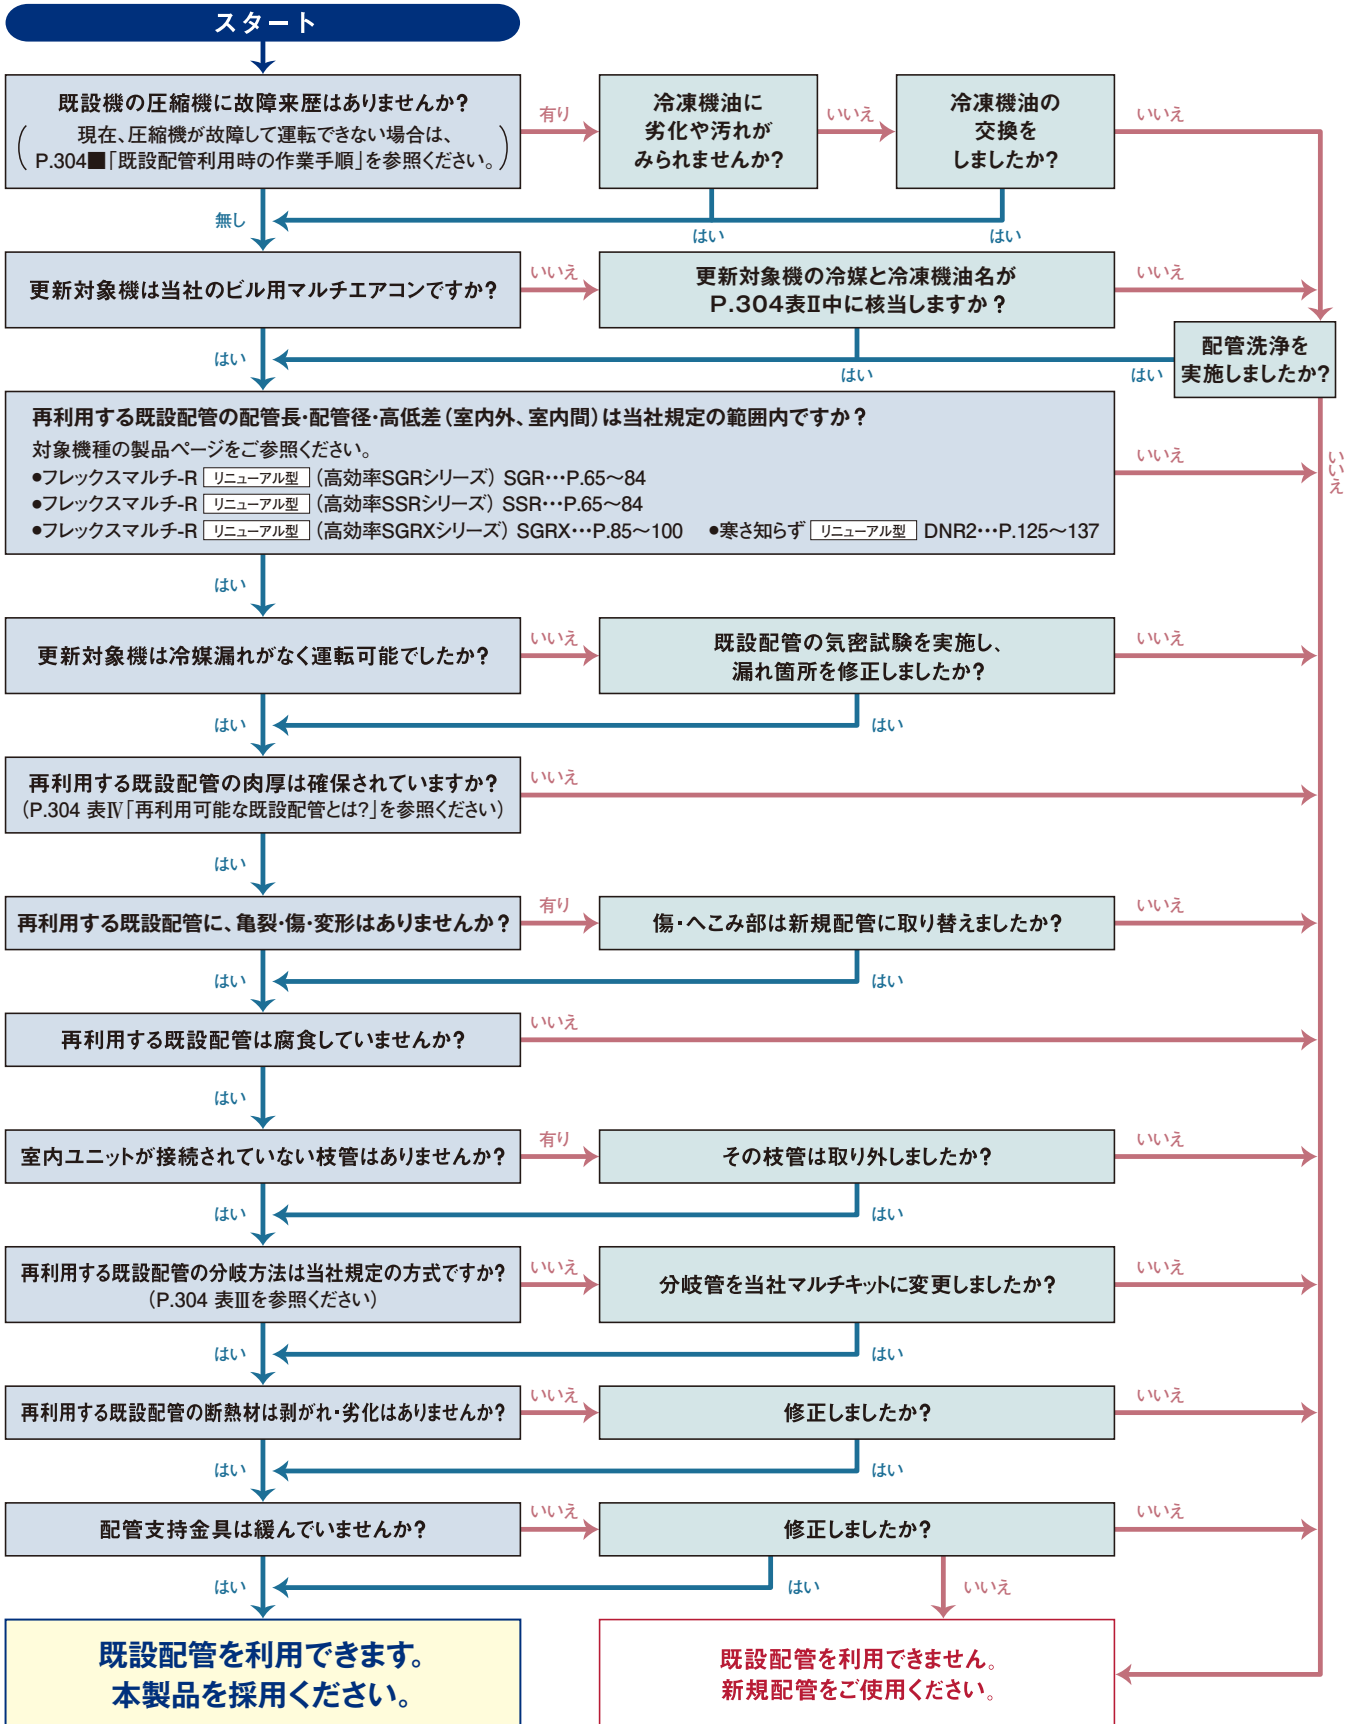 スタート
既設機の圧縮機に故障来歴はありませんか?
現在、圧縮機が故障して運転できない場合は、
P.304■「既設配管利用時の作業手順」を参照ください。
有り
冷凍機油に
劣化や汚れが
みられませんか?
いいえ
冷凍機油の
交換を
しましたか?
いいえ
無し
はい
はい
更新対象機は当社のビル用マルチエアコンですか?
いいえ
更新対象機の冷媒と冷凍機油名が
P.304表Ⅱ中に核当しますか?
いいえ
配管洗浄を
実施しましたか?
はい
はい
はい
いいえ
再利用する既設配管の配管長・配管径・高低差(室内外、室内間)は当社規定の範囲内ですか?
対象機種の製品ページをご参照ください。
●フレックスマルチ-R リニューアル型 (高効率SGRシリーズ) SGR…P.65〜84
●フレックスマルチ-R リニューアル型 (高効率SSRシリーズ) SSR…P.65〜84
●フレックスマルチ-R リニューアル型 (高効率SGRXシリーズ) SGRX…P.85〜100 ●寒さ知らず リニューアル型 DNR2…P.125〜137
いいえ
はい
更新対象機は冷媒漏れがなく運転可能でしたか?
いいえ
既設配管の気密試験を実施し、
漏れ箇所を修正しましたか?
いいえ
はい
はい
再利用する既設配管の肉厚は確保されていますか?
(P.304 表Ⅳ「再利用可能な既設配管とは?」を参照ください)
いいえ
はい
再利用する既設配管に、亀裂・傷・変形はありませんか?
有り
傷・へこみ部は新規配管に取り替えましたか?
いいえ
はい
はい
再利用する既設配管は腐食していませんか?
いいえ
はい
室内ユニットが接続されていない枝管はありませんか?
有り
その枝管は取り外しましたか?
いいえ
はい
はい
再利用する既設配管の分岐方法は当社規定の方式ですか?
(P.304 表Ⅲを参照ください)
いいえ
分岐管を当社マルチキットに変更しましたか?
いいえ
はい
はい
再利用する既設配管の断熱材は剥がれ・劣化はありませんか?
いいえ
修正しましたか?
いいえ
はい
はい
配管支持金具は緩んでいませんか?
いいえ
修正しましたか?
いいえ
はい
はい
いいえ
既設配管を利用できます。
本製品を採用ください。
既設配管を利用できません。
新規配管をご使用ください。